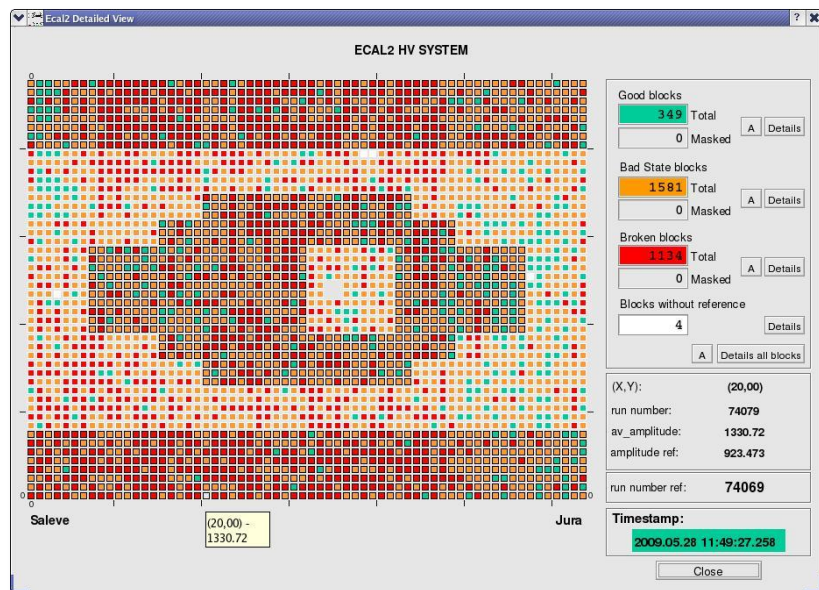 Ecal2 Detailed View
?
ECAL2 HV SYSTEM
0
0
0
0
Saleve
Jura
(20,00) -
1330.72
Good blocks
349 Total
0 Masked
A Details
Bad State blocks
1581 Total
0 Masked
A Details
Broken blocks
1134 Total
0 Masked
A Details
Blocks without reference
4 Details
A Details all blocks
(X,Y): (20,00)
run number: 74079
av_amplitude: 1330.72
amplitude ref: 923.473
run number ref: 74069
Timestamp:
2009.05.28 11:49:27.258
Close